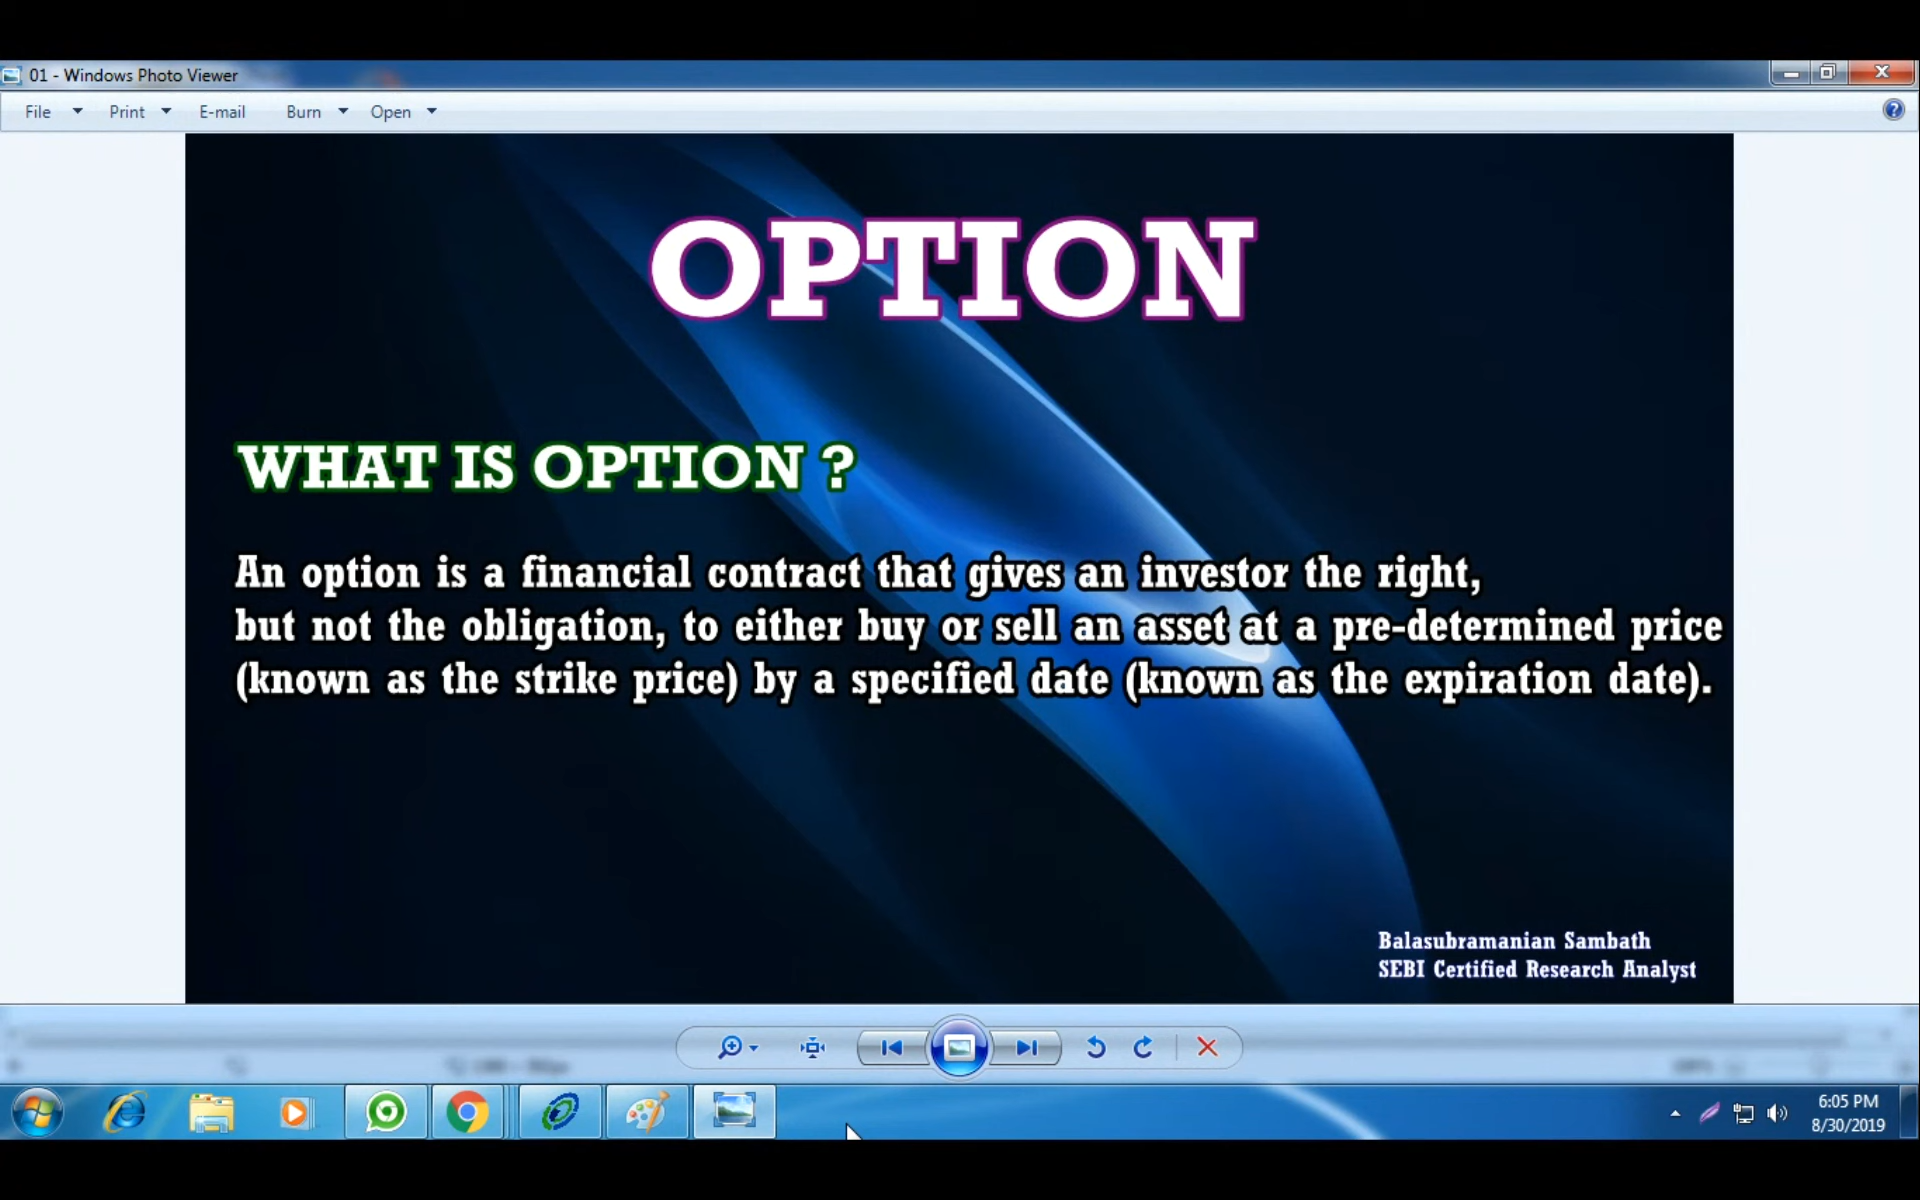 01 - Windows Photo Viewer
File Print E-mail Burn Open
OPTION
WHAT IS OPTION ?
An option is a financial contract that gives an investor the right,
but not the obligation, to either buy or sell an asset at a pre-determined price
(known as the strike price) by a specified date (known as the expiration date).
Balasubramanian Sambath
SEBI Certified Research Analyst
6:05 PM
8/30/2019